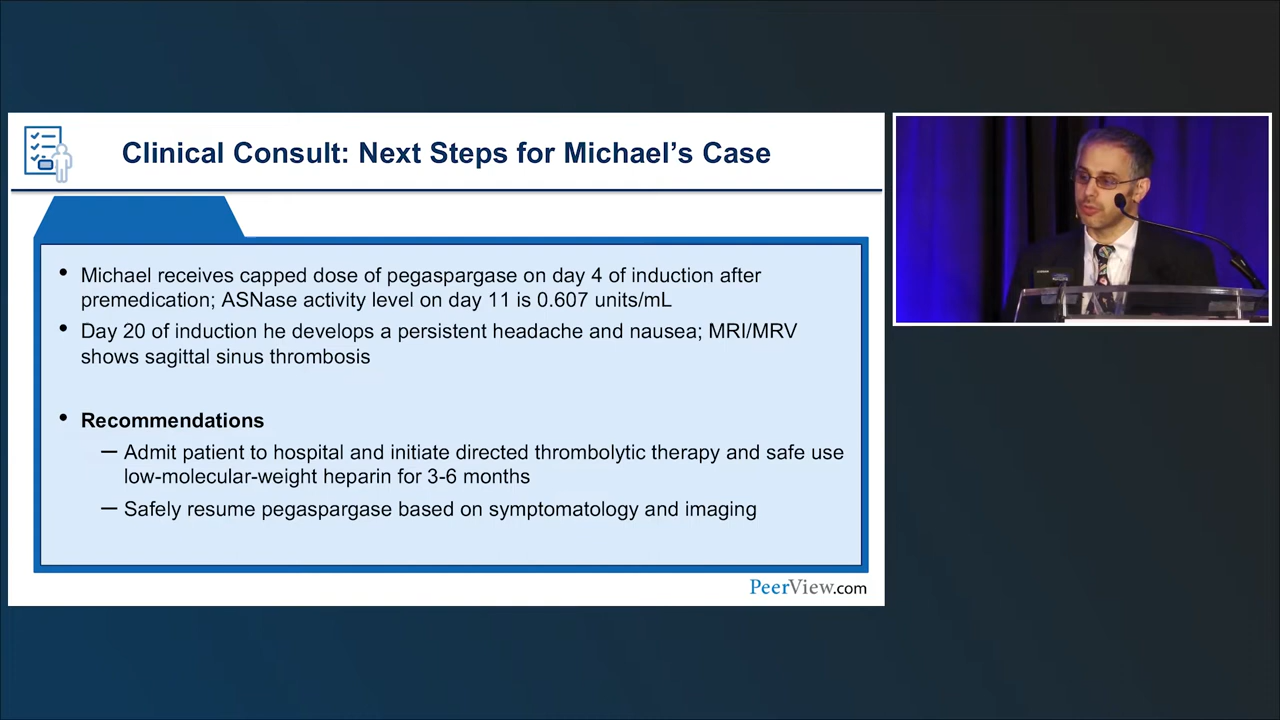 Clinical Consult: Next Steps for Michael's Case
• Michael receives capped dose of pegaspargase on day 4 of induction after
premedication; ASNase activity level on day 11 is 0.607 units/mL
• Day 20 of induction he develops a persistent headache and nausea; MRI/MRV
shows sagittal sinus thrombosis
• Recommendations
– Admit patient to hospital and initiate directed thrombolytic therapy and safe use
low-molecular-weight heparin for 3-6 months
– Safely resume pegaspargase based on symptomatology and imaging
PeerView.com